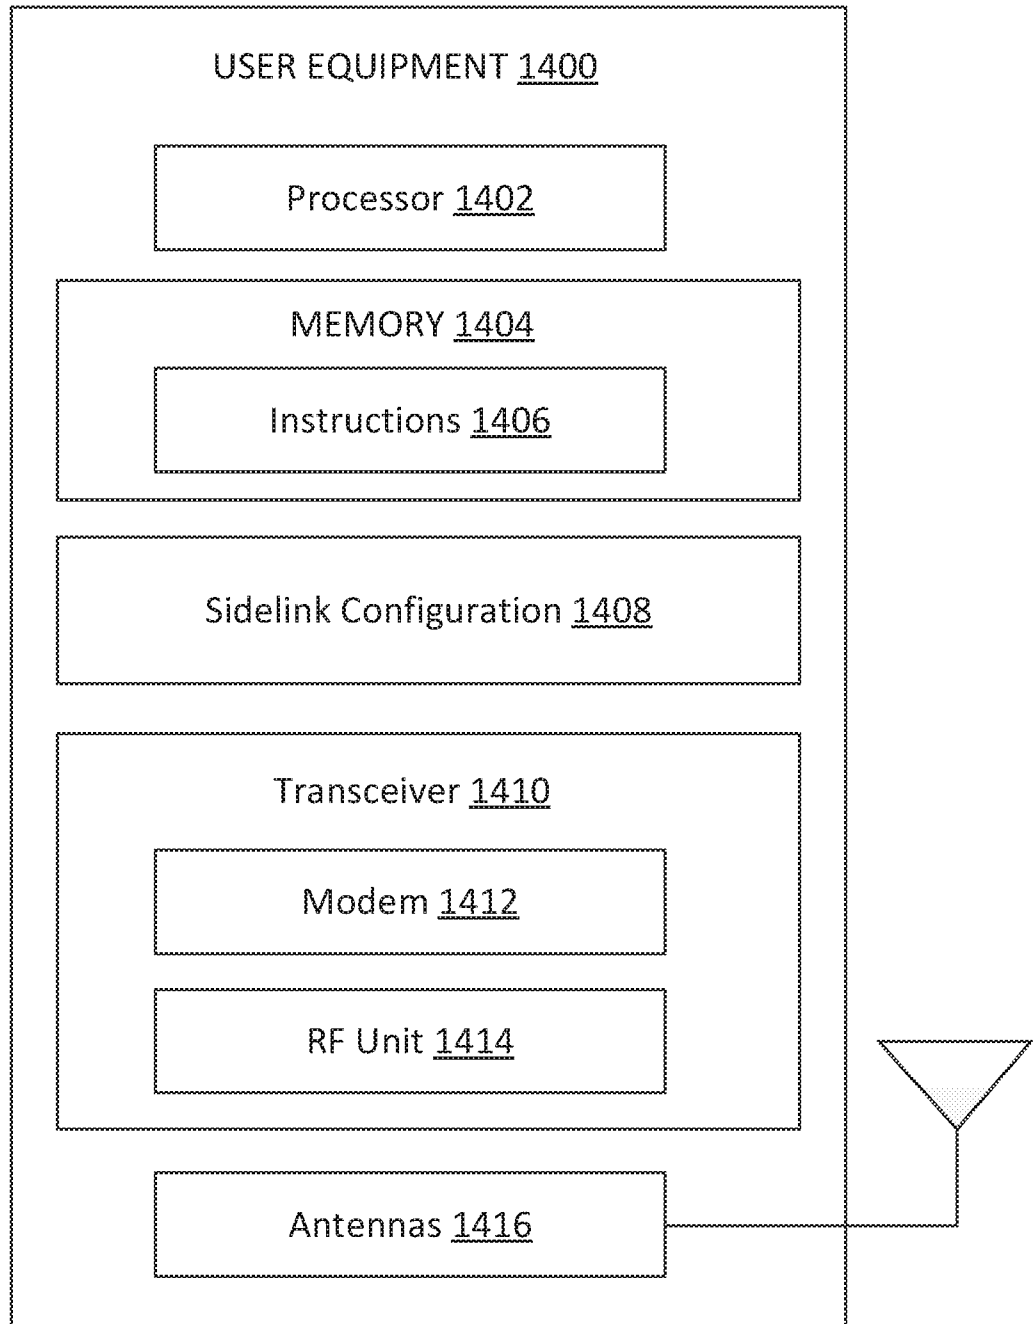 USER EQUIPMENT 1400
Processor 1402
MEMORY 1404
Instructions 1406
Sidelink Configuration 1408
Transceiver 1410
Modem 1412
RF Unit 1414
Antennas 1416